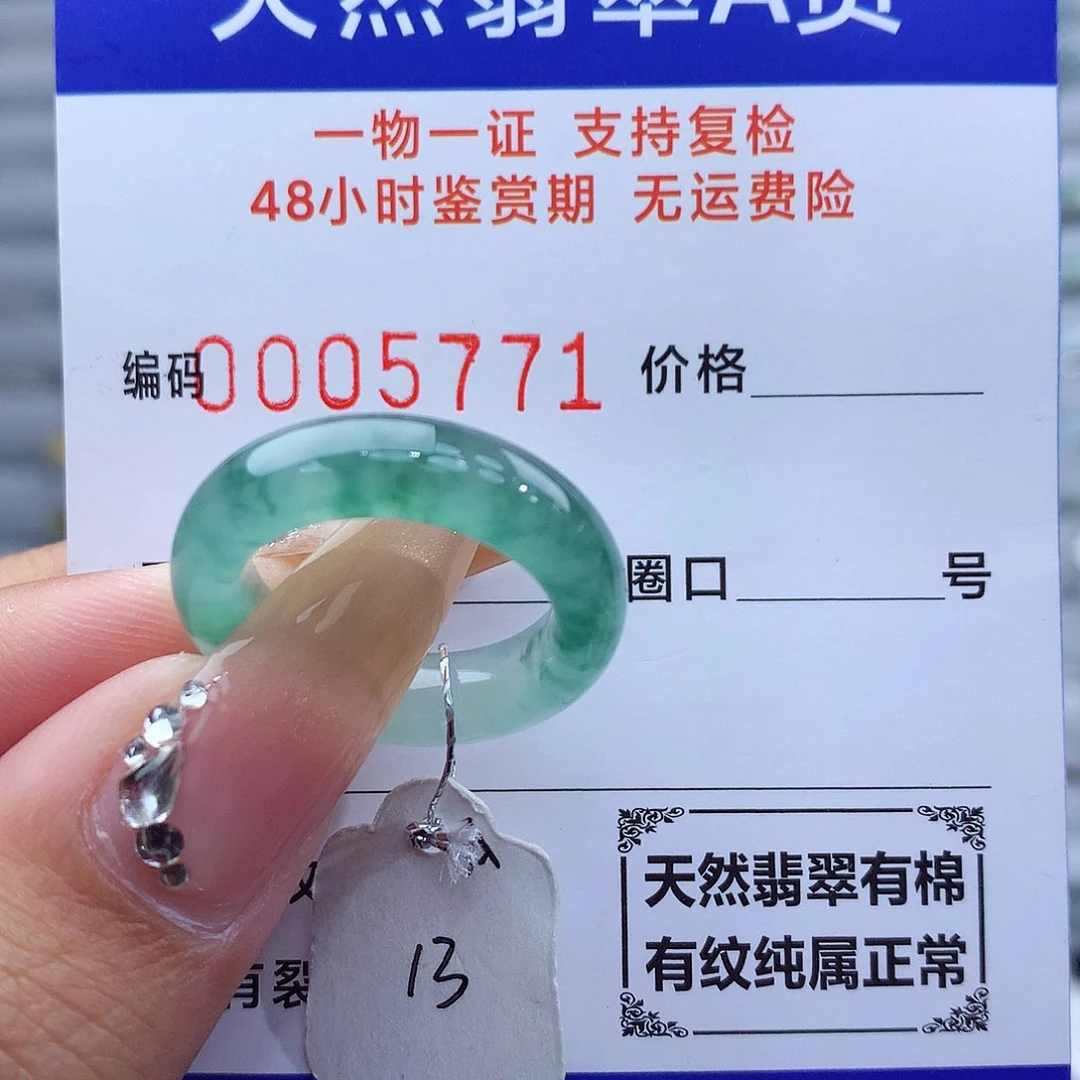 天然翡翠A货
一物一证 支持复检
48小时鉴赏期 无运费险
编码0005771 价格
圈口 号
天然翡翠有棉
有纹纯属正常
有裂
13